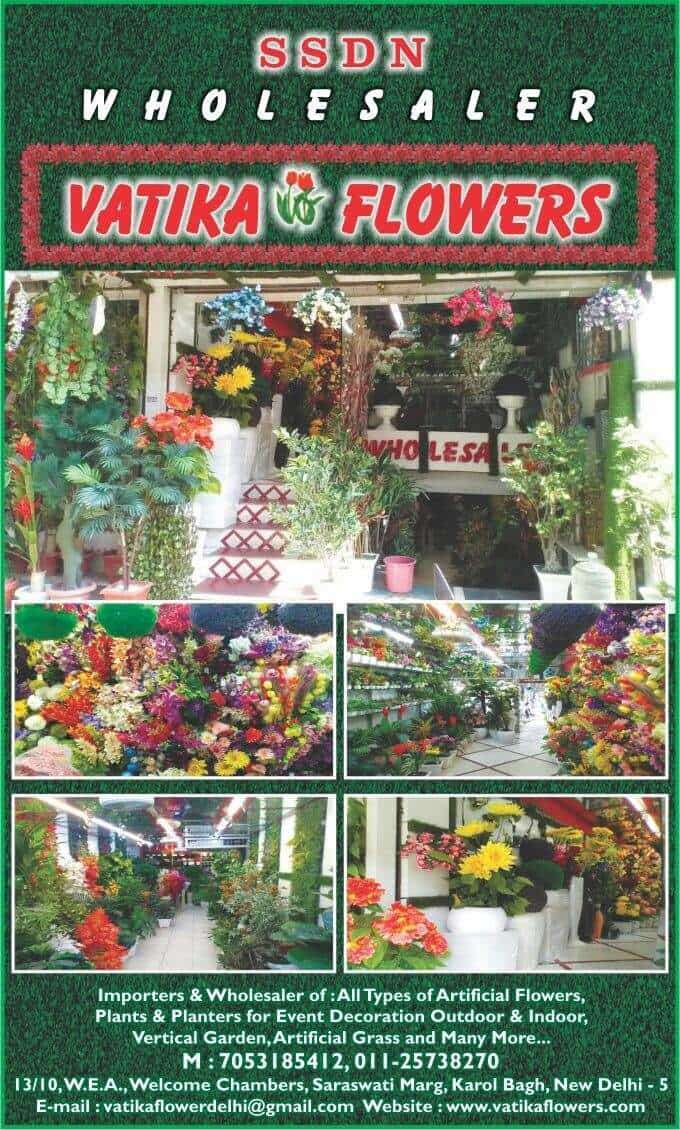 SSDN
WHOLESALER
VATIKA FLOWERS
WHOLESALE
Importers & Wholesaler of : All Types of Artificial Flowers,
Plants & Planters for Event Decoration Outdoor & Indoor,
Vertical Garden, Artificial Grass and Many More...
M : 7053185412, 011-25738270
13/10, W.E.A., Welcome Chambers, Saraswati Marg, Karol Bagh, New Delhi - 5
E-mail : vatikaflowerdelhi@gmail.com Website : www.vatikaflowers.com